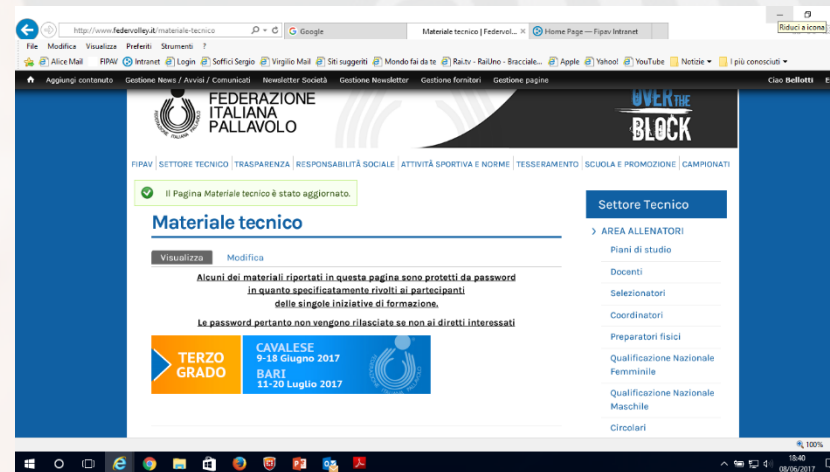 Riduci a icona
http://www.federvolley.it/materiale-tecnico
G Google
Materiale tecnico | Federvol... ×
Home Page — Fipav Intranet
File Modifica Visualizza Preferiti Strumenti ?
Alice Mail FIPAV Intranet Login Soffici Sergio Virgilio Mail Siti suggeriti Mondo fai da te Rai.tv - RaiUno - Bracciale... Apple Yahoo! YouTube Notizie I più conosciuti
Aggiungi contenuto Gestione News / Avvisi / Comunicati Newsletter Società Gestione Newsletter Gestione fornitori Gestione pagine Ciao Bellotti
FEDERAZIONE
ITALIANA
PALLAVOLO
OVER THE
BLOCK
FIPAV SETTORE TECNICO TRASPARENZA RESPONSABILITÀ SOCIALE ATTIVITÀ SPORTIVA E NORME TESSERAMENTO SCUOLA E PROMOZIONE CAMPIONATI
Il Pagina Materiale tecnico è stato aggiornato.
Materiale tecnico
Visualizza Modifica
Alcuni dei materiali riportati in questa pagina sono protetti da password
in quanto specificatamente rivolti ai partecipanti
delle singole iniziative di formazione.
Le password pertanto non vengono rilasciate se non ai diretti interessati
TERZO
GRADO
CAVALESE
9-18 Giugno 2017
BARI
11-20 Luglio 2017
Settore Tecnico
AREA ALLENATORI
Piani di studio
Docenti
Selezionatori
Coordinatori
Preparatori fisici
Qualificazione Nazionale
Femminile
Qualificazione Nazionale
Maschile
Circolari
100%
18:40
08/06/2017